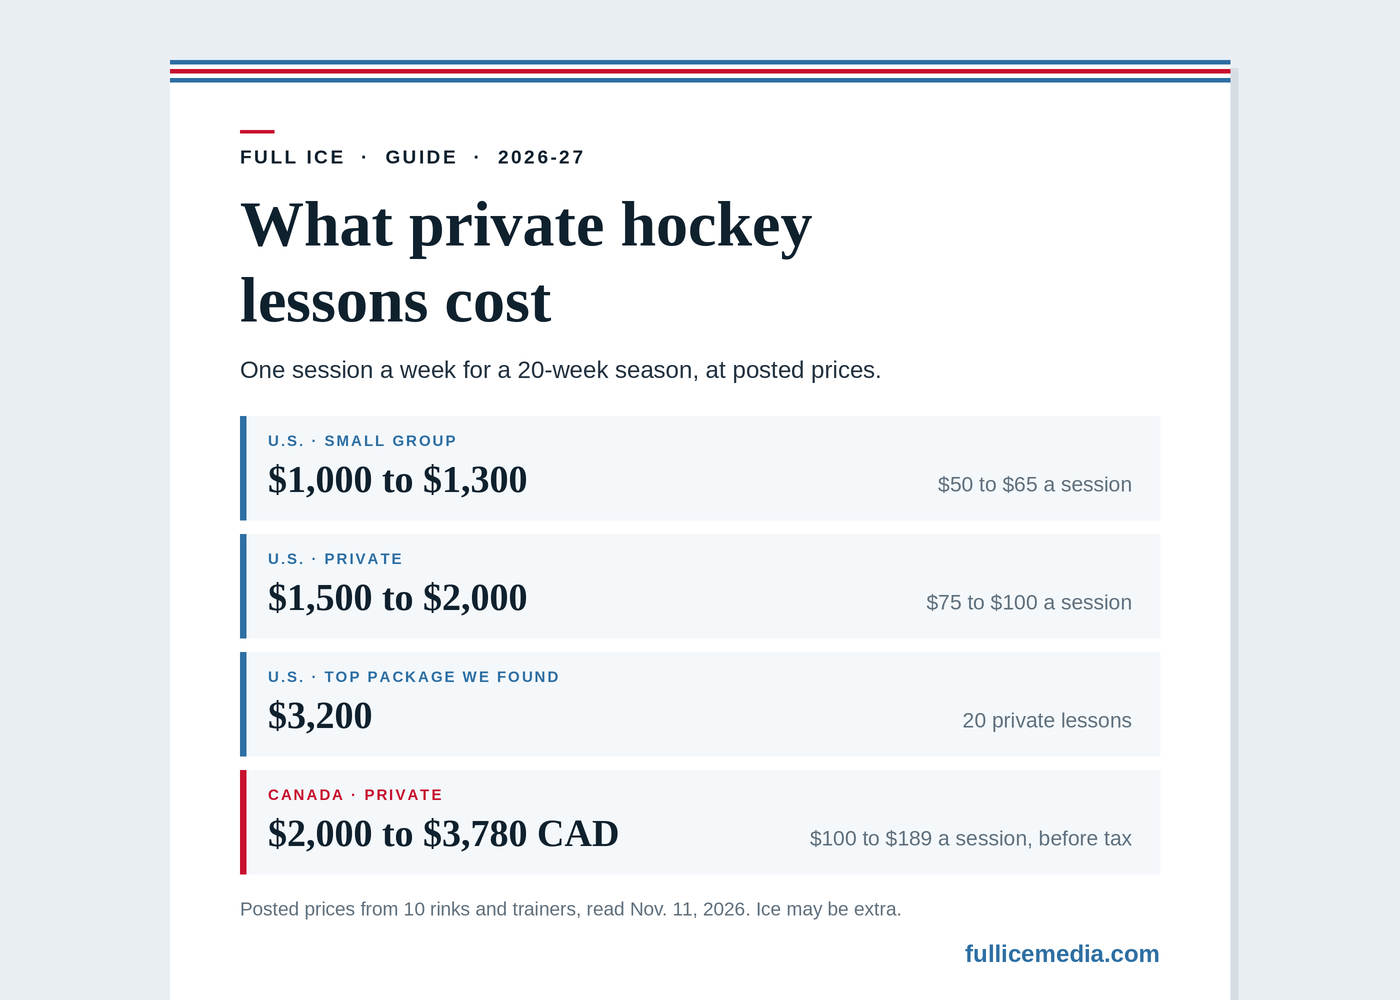 FULL ICE · GUIDE · 2026-27
What private hockey
lessons cost
One session a week for a 20-week season, at posted prices.
U.S. · SMALL GROUP
$1,000 to $1,300
$50 to $65 a session
U.S. · PRIVATE
$1,500 to $2,000
$75 to $100 a session
U.S. · TOP PACKAGE WE FOUND
$3,200
20 private lessons
CANADA · PRIVATE
$2,000 to $3,780 CAD
$100 to $189 a session, before tax
Posted prices from 10 rinks and trainers, read Nov. 11, 2026. Ice may be extra.
fullicemedia.com